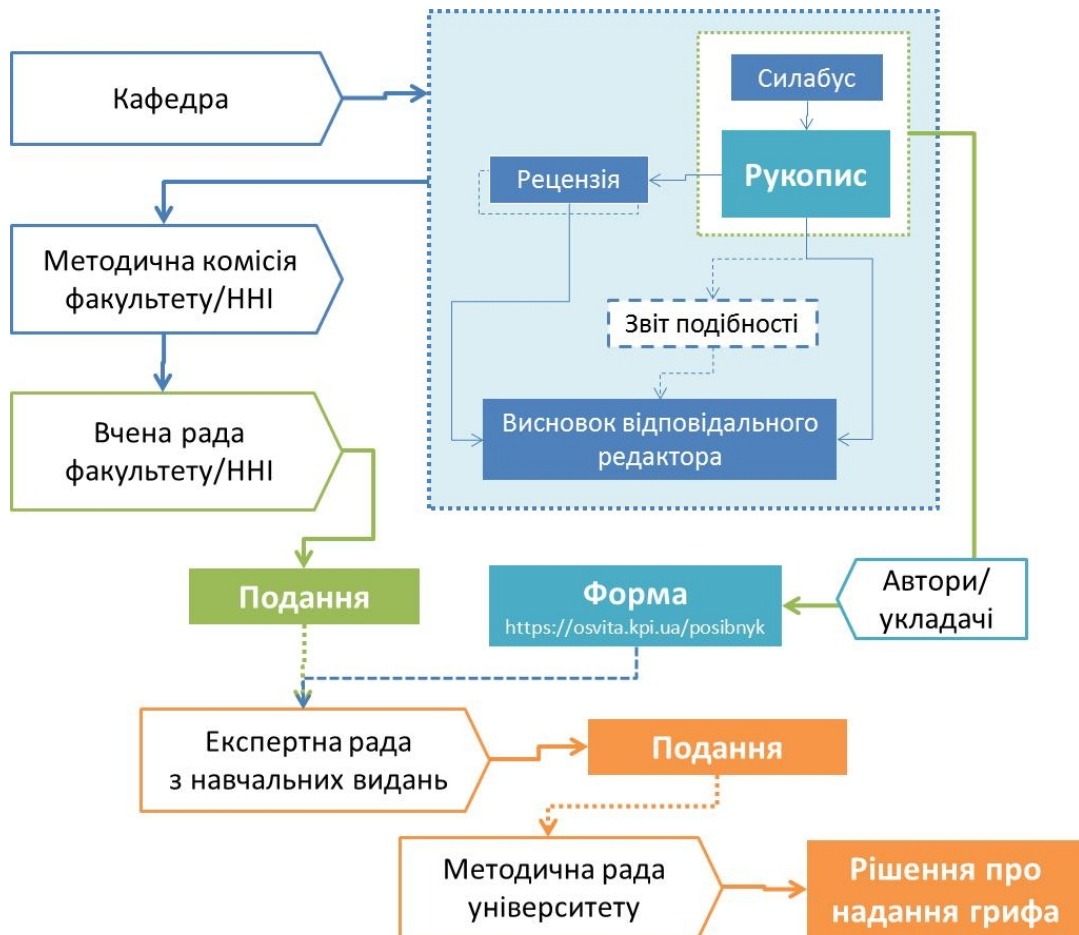 Кафедра
Силабус
Рукопис
Рецензія
Методична комісія
факультету/ННІ
Звіт подібності
Вчена рада
факультету/ННІ
Висновок відповідального
редактора
Подання
Форма
https://osvita.kpi.ua/posibnyk
Автори/
укладачі
Експертна рада
з навчальних видань
Подання
Методична рада
університету
Рішення про
надання грифа